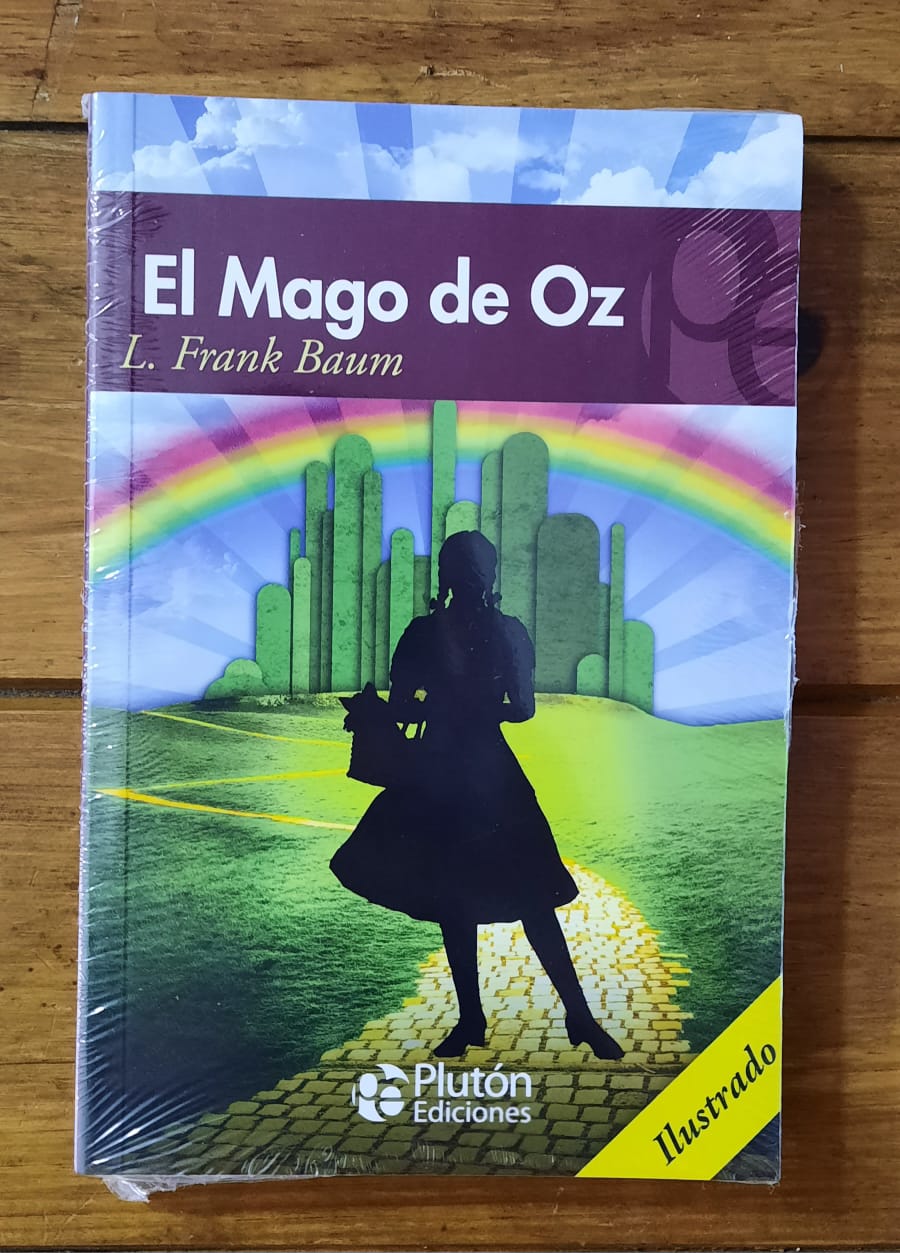 El Mago de Oz
L. Frank Baum
Plutón
Ediciones
Ilustrado